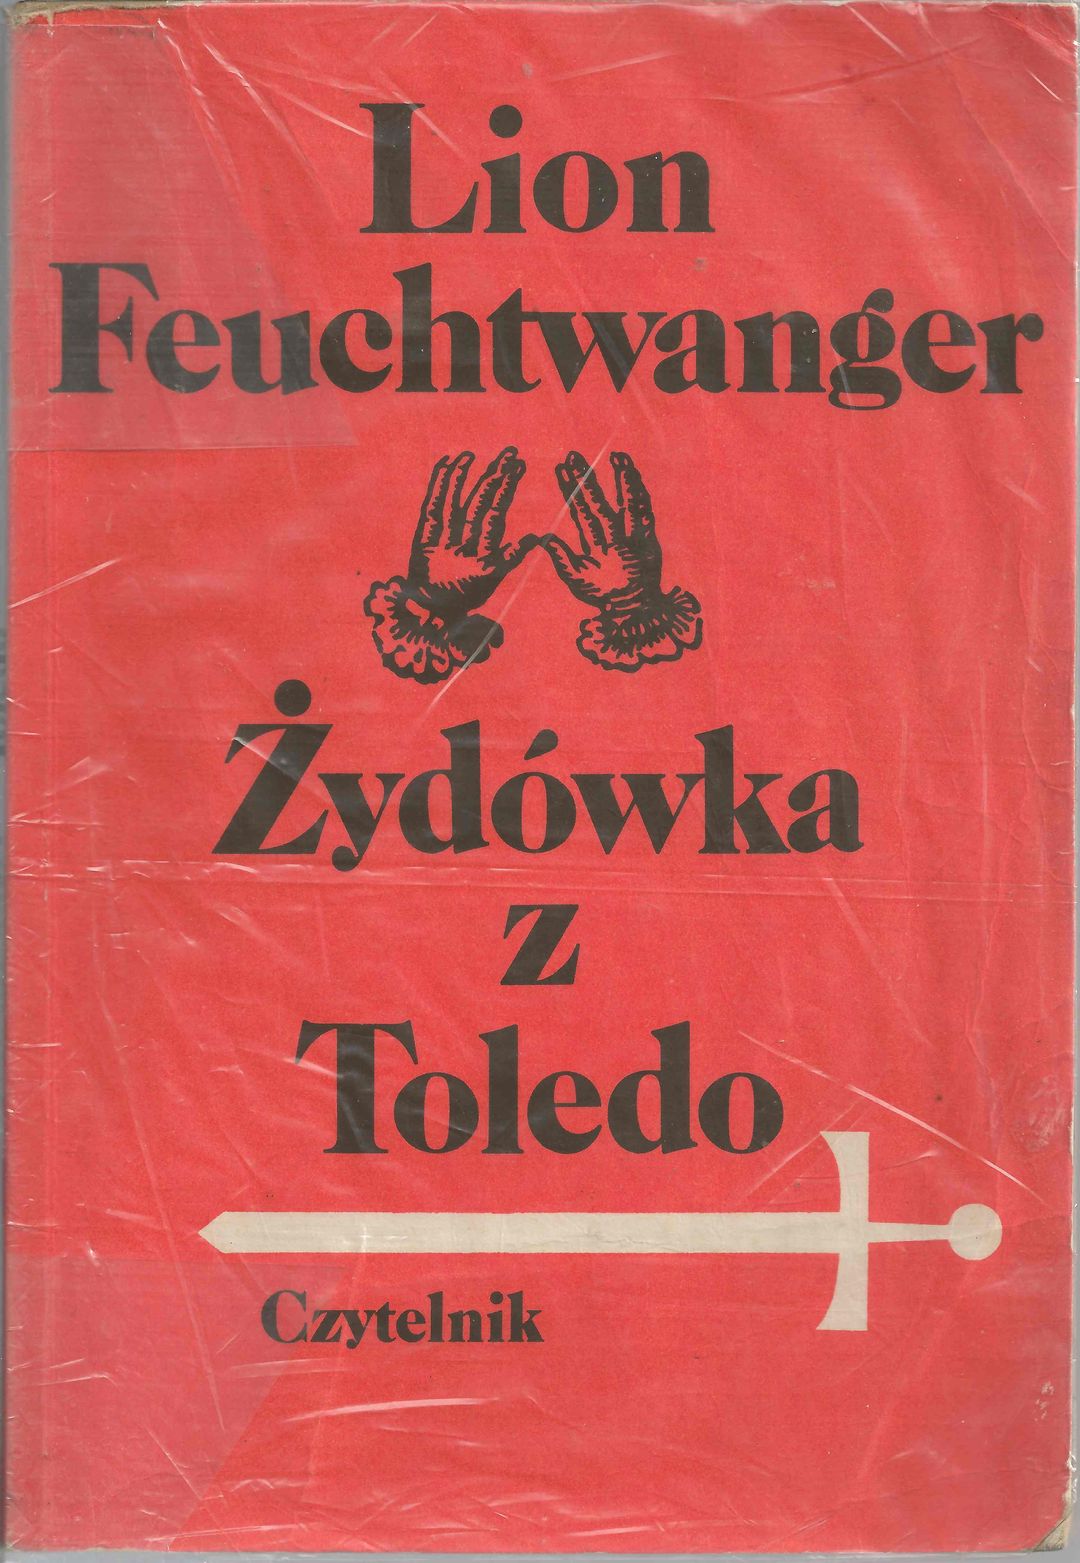 Lion
Feuchtwanger
Żydówka
z
Toledo
Czytelnik